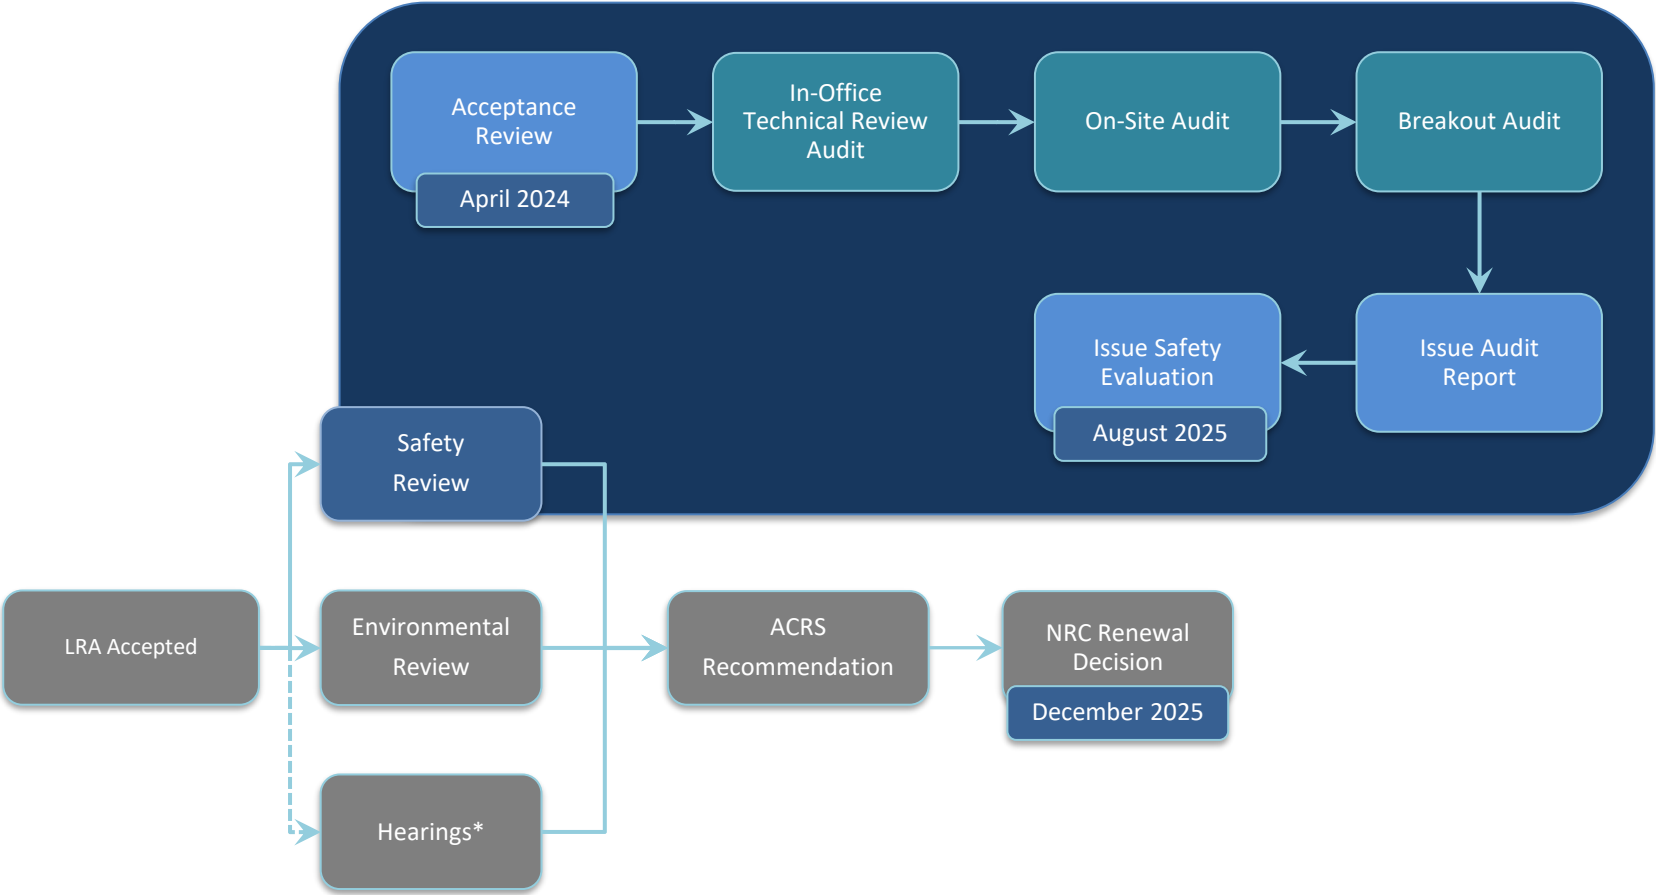 Acceptance
Review
April 2024
In-Office
Technical Review
Audit
On-Site Audit
Breakout Audit
Issue Safety
Evaluation
August 2025
Issue Audit
Report
Safety
Review
LRA Accepted
Environmental
Review
ACRS
Recommendation
NRC Renewal
Decision
December 2025
Hearings*